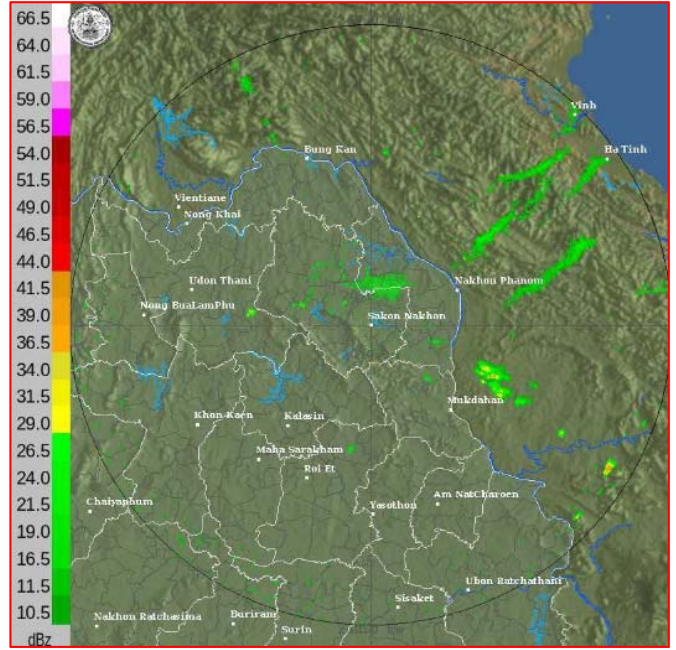 66.5
64.0
61.5
59.0
56.5
54.0
51.5
49.0
46.5
44.0
41.5
39.0
36.5
34.0
31.5
29.0
26.5
24.0
21.5
19.0
16.5
11.5
10.5
dBz
Vinh
Ha Tinh
Bung Kan
Vientiane
Nong Khai
Udon Thani
Nakhon Phanom
Nong BuaLamPhu
Sakon Nakhon
Mukdahan
Khon Kaen
Kalasin
Maha Sarakham
Roi Et
Chaiyaphum
Am NatCharoen
Yasothon
Ubon Ratchathani
Sisaket
Nakhon Ratchasima
Buriram
Surin